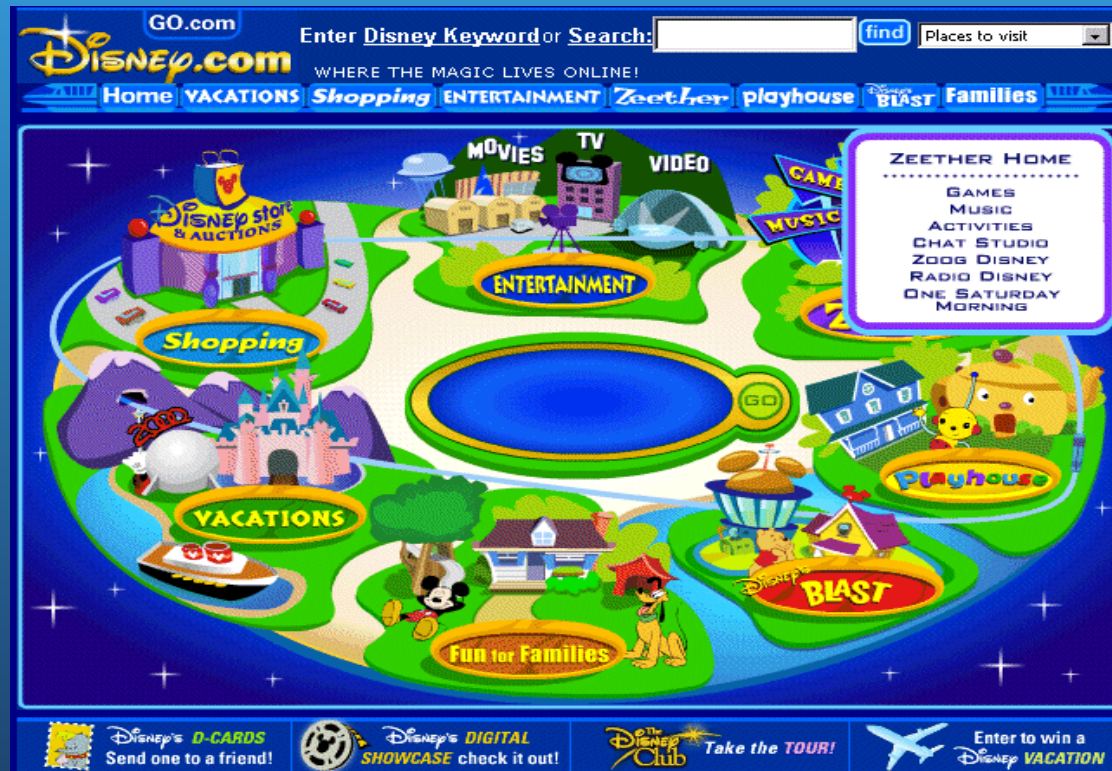 GO.com
Disney.com
Enter Disney Keyword or Search:
find
Places to visit
WHERE THE MAGIC LIVES ONLINE!
Home VACATIONS Shopping ENTERTAINMENT Zeether playhouse Disney's BLAST Families
MOVIES TV VIDEO
Disney store
& AUCTIONS
Shopping
ENTERTAINMENT
GAM
MUSIC
Z
ZEETHER HOME
GAMES
MUSIC
ACTIVITIES
CHAT STUDIO
ZOOG DISNEY
RADIO DISNEY
ONE SATURDAY
MORNING
2000
GO
Playhouse
VACATIONS
Disney's BLAST
Fun for Families
Disney's D-CARDS
Send one to a friend!
Disney's DIGITAL
SHOWCASE check it out!
The Disney Club
Take the TOUR!
Enter to win a
Disney VACATION